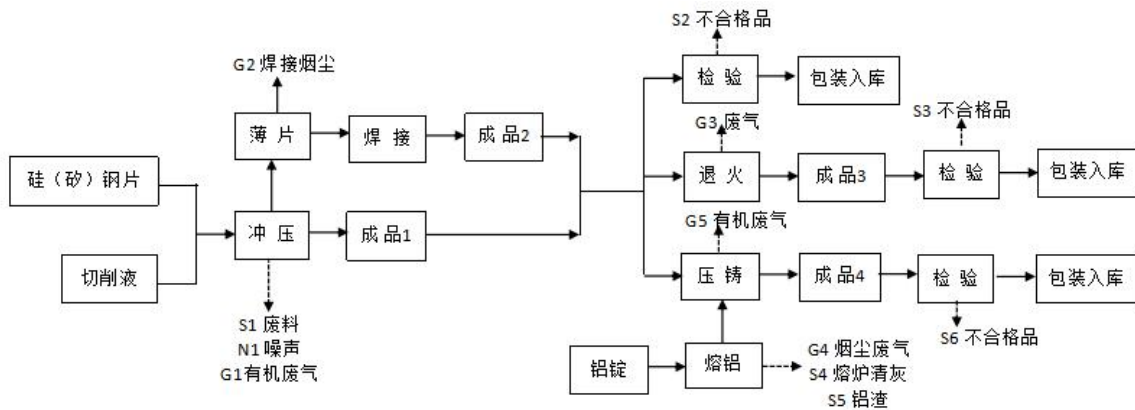 S2 不合格品
G2 焊接烟尘
检 验
包装入库
S3 不合格品
G3 废气
薄 片
焊 接
成 品2
硅（矽）钢片
退 火
成 品3
检 验
包装入库
G5 有机废气
冲 压
成 品1
切削液
压 铸
成 品4
检 验
包装入库
S1 废料
N1 噪声
G1有机废气
S6 不合格品
铝锭
熔铝
G4 烟尘废气
S4 熔炉清灰
S5 铝渣